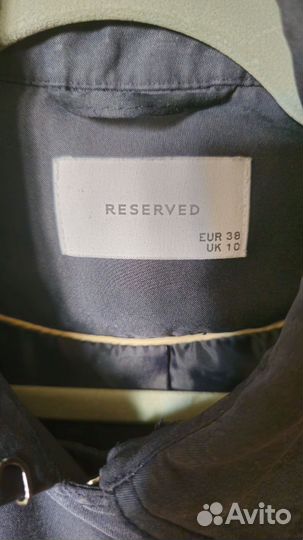 RESERVED
EUR 38
UK 10
Avito